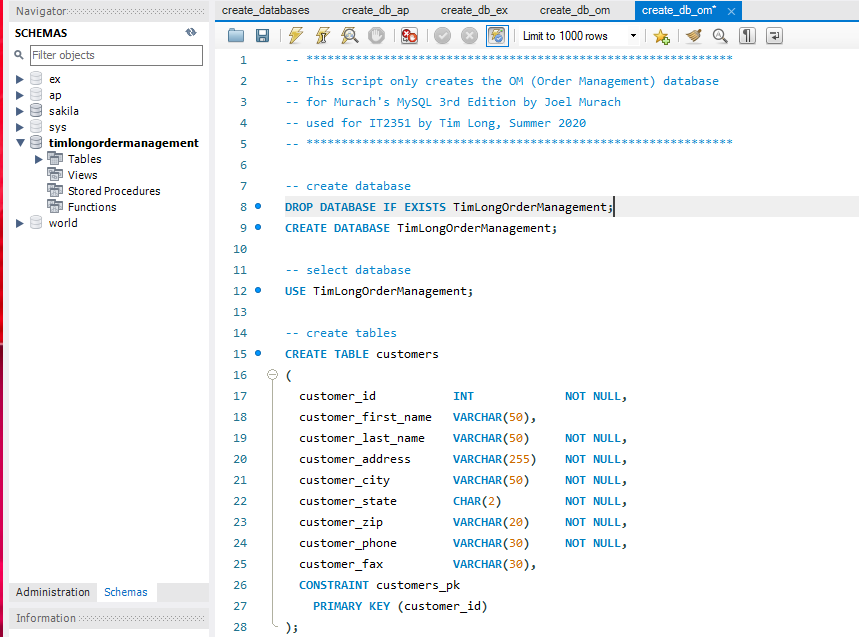 Navigator
SCHEMAS
Filter objects
ex
ap
sakila
sys
timlongordermanagement
Tables
Views
Stored Procedures
Functions
world
Administration Schemas
Information
create_databases create_db_ap create_db_ex create_db_om create_db_om*
Limit to 1000 rows
1 -- *************************************************************
2 -- This script only creates the OM (Order Management) database
3 -- for Murach's MySQL 3rd Edition by Joel Murach
4 -- used for IT2351 by Tim Long, Summer 2020
5 -- *************************************************************
6
7 -- create database
8 DROP DATABASE IF EXISTS TimLongOrderManagement;
9 CREATE DATABASE TimLongOrderManagement;
10
11 -- select database
12 USE TimLongOrderManagement;
13
14 -- create tables
15 CREATE TABLE customers
16 (
17 customer_id INT NOT NULL,
18 customer_first_name VARCHAR(50),
19 customer_last_name VARCHAR(50) NOT NULL,
20 customer_address VARCHAR(255) NOT NULL,
21 customer_city VARCHAR(50) NOT NULL,
22 customer_state CHAR(2) NOT NULL,
23 customer_zip VARCHAR(20) NOT NULL,
24 customer_phone VARCHAR(30) NOT NULL,
25 customer_fax VARCHAR(30),
26 CONSTRAINT customers_pk
27 PRIMARY KEY (customer_id)
28 );